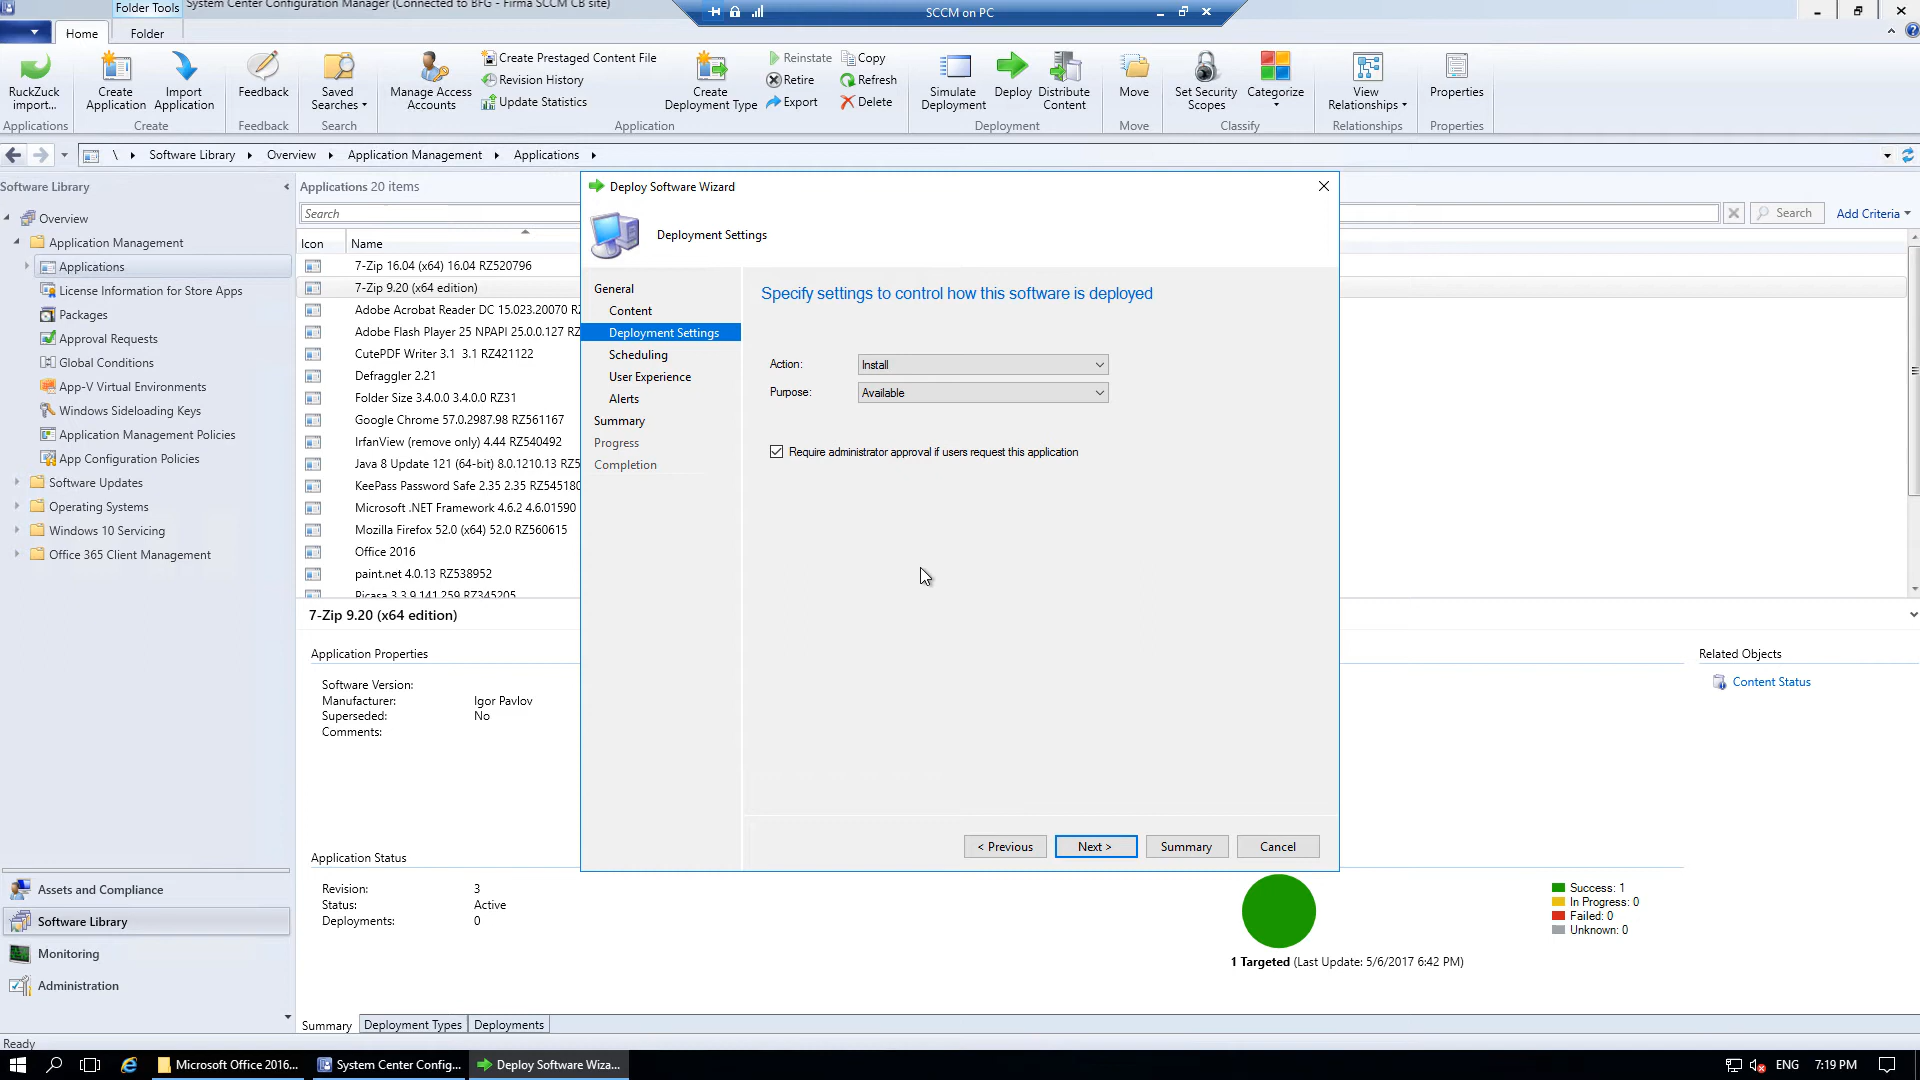 Folder Tools
System Center Configuration Manager (Connected to BFG - Firma SCCM CB site)
SCCM on PC
Home
Folder
RuckZuck import...
Create Application
Import Application
Feedback
Saved Searches
Manage Access Accounts
Create Prestaged Content File
Revision History
Update Statistics
Create Deployment Type
Reinstate
Retire
Export
Copy
Refresh
Delete
Simulate Deployment
Deploy
Distribute Content
Move
Set Security Scopes
Categorize
View Relationships
Properties
Applications
Create
Feedback
Search
Application
Deployment
Move
Classify
Relationships
Properties
\ Software Library Overview Application Management Applications
Software Library
Overview
Application Management
Applications
License Information for Store Apps
Packages
Approval Requests
Global Conditions
App-V Virtual Environments
Windows Sideloading Keys
Application Management Policies
App Configuration Policies
Software Updates
Operating Systems
Windows 10 Servicing
Office 365 Client Management
Assets and Compliance
Software Library
Monitoring
Administration
Applications 20 items
Search
Search
Add Criteria
Icon Name
7-Zip 16.04 (x64) 16.04 RZ520796
7-Zip 9.20 (x64 edition)
Adobe Acrobat Reader DC 15.023.20070 RZ
Adobe Flash Player 25 NPAPI 25.0.0.127 RZ
CutePDF Writer 3.1 3.1 RZ421122
Defraggler 2.21
Folder Size 3.4.0.0 3.4.0.0 RZ31
Google Chrome 57.0.2987.98 RZ561167
IrfanView (remove only) 4.44 RZ540492
Java 8 Update 121 (64-bit) 8.0.1210.13 RZ5
KeePass Password Safe 2.35 2.35 RZ545180
Microsoft .NET Framework 4.6.2 4.6.01590
Mozilla Firefox 52.0 (x64) 52.0 RZ560615
Office 2016
paint.net 4.0.13 RZ538952
Picasa 3 3.9.141.259 RZ345205
Deploy Software Wizard
Deployment Settings
General
Content
Deployment Settings
Scheduling
User Experience
Alerts
Summary
Progress
Completion
Specify settings to control how this software is deployed
Action: Install
Purpose: Available
Require administrator approval if users request this application
< Previous
Next >
Summary
Cancel
7-Zip 9.20 (x64 edition)
Application Properties
Software Version:
Manufacturer: Igor Pavlov
Superseded: No
Comments:
Related Objects
Content Status
Application Status
Revision: 3
Status: Active
Deployments: 0
Success: 1
In Progress: 0
Failed: 0
Unknown: 0
1 Targeted (Last Update: 5/6/2017 6:42 PM)
Summary
Deployment Types
Deployments
Ready
Microsoft Office 2016...
System Center Config...
Deploy Software Wiza...
ENG
7:19 PM